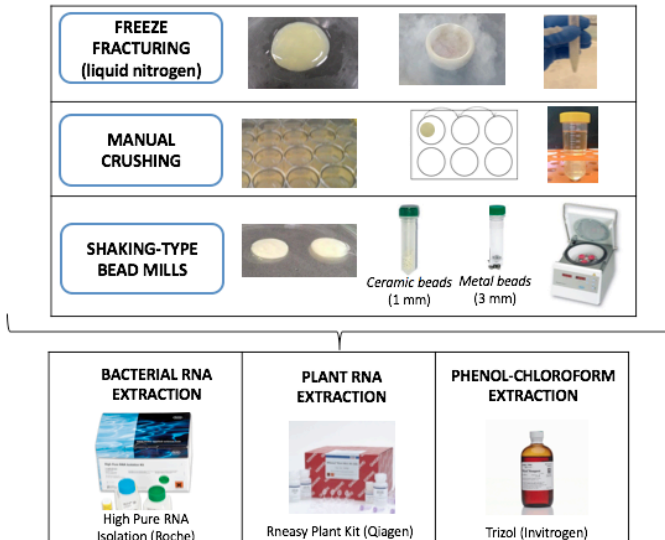 FREEZE
FRACTURING
(liquid nitrogen)
MANUAL
CRUSHING
SHAKING-TYPE
BEAD MILLS
Ceramic beads
(1 mm)
Metal beads
(3 mm)
BACTERIAL RNA
EXTRACTION
High Pure RNA
Isolation (Roche)
PLANT RNA
EXTRACTION
Rneasy Plant Kit (Qiagen)
PHENOL-CHLOROFORM
EXTRACTION
Trizol (Invitrogen)